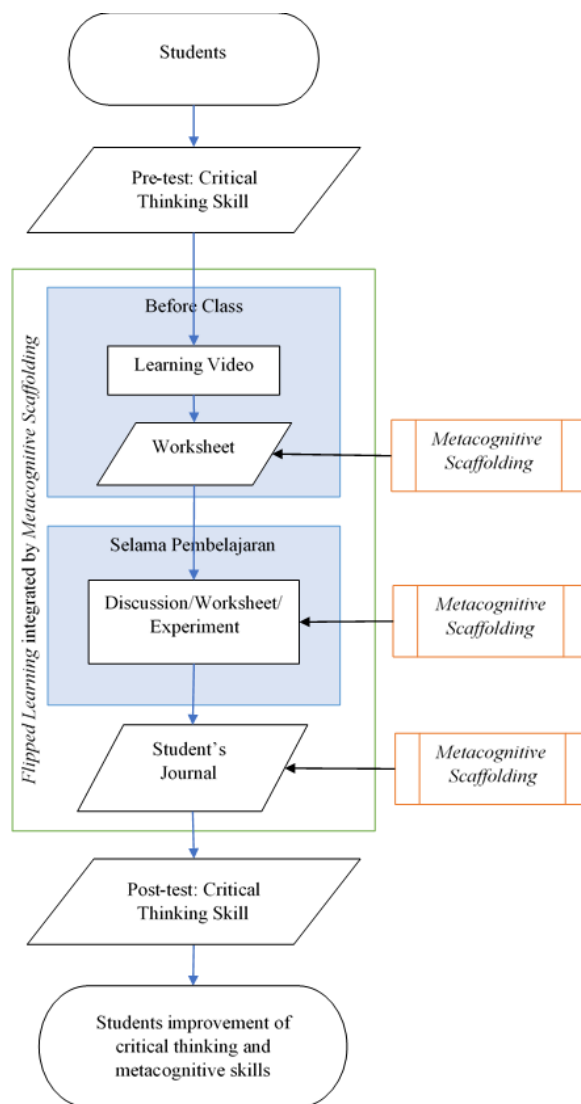 Students
Pre-test: Critical
Thinking Skill
Flipped Learning integrated by Metacognitive Scaffolding
Before Class
Learning Video
Worksheet
Metacognitive
Scaffolding
Selama Pembelajaran
Discussion/Worksheet/
Experiment
Metacognitive
Scaffolding
Student`s
Journal
Metacognitive
Scaffolding
Post-test: Critical
Thinking Skill
Students improvement of
critical thinking and
metacognitive skills